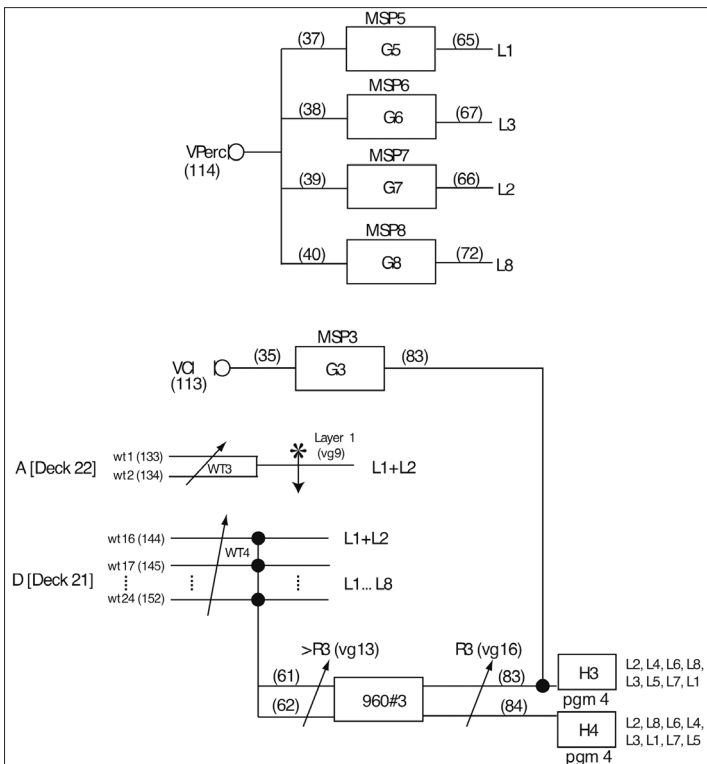 MSP5
(37) G5 (65) L1
MSP6
(38) G6 (67) L3
VPerc
(114)
MSP7
(39) G7 (66) L2
MSP8
(40) G8 (72) L8
MSP3
VCl (35) G3 (83)
(113)
A [Deck 22]
wt1 (133)
wt2 (134)
WT3
Layer 1
(vg9)
L1+L2
D [Deck 21]
wt16 (144)
wt17 (145)
wt24 (152)
WT4
L1+L2
L1... L8
>R3 (vg13)
R3 (vg16)
(61)
(62)
960#3
(83)
(84)
H3
pgm 4
L2, L4, L6, L8,
L3, L5, L7, L1
H4
pgm 4
L2, L8, L6, L4,
L3, L1, L7, L5